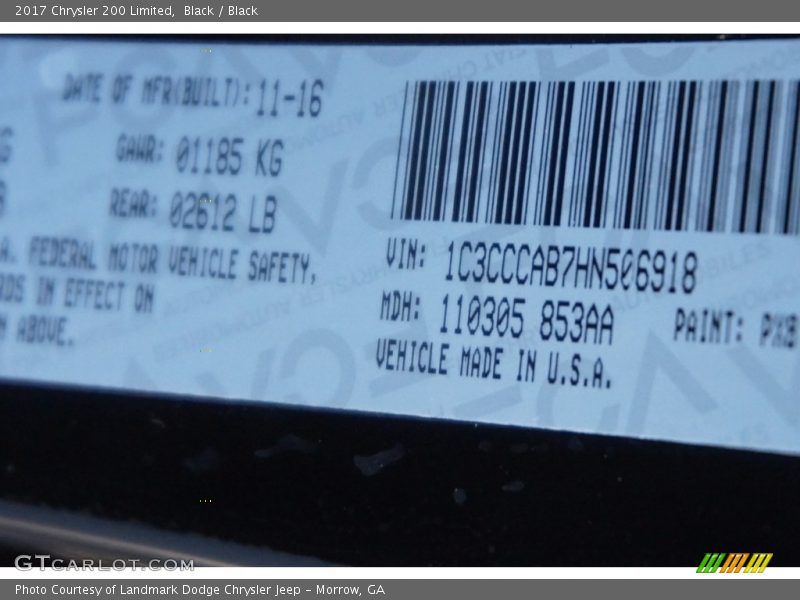 2017 Chrysler 200 Limited, Black / Black
DATE OF MFR(BUILT): 11-16
GAWR: 01185 KG
REAR: 02612 LB
FEDERAL MOTOR VEHICLE SAFETY,
IN EFFECT ON
ABOVE.
VIN: 1C3CCCAB7HN506918
MDH: 110305 853AA
PAINT: PX8
VEHICLE MADE IN U.S.A.
GTCARLOT.COM
Photo Courtesy of Landmark Dodge Chrysler Jeep – Morrow, GA